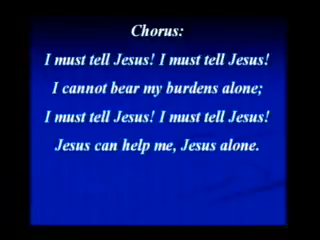 Chorus:
I must tell Jesus! I must tell Jesus!
I cannot bear my burdens alone;
I must tell Jesus! I must tell Jesus!
Jesus can help me, Jesus alone.